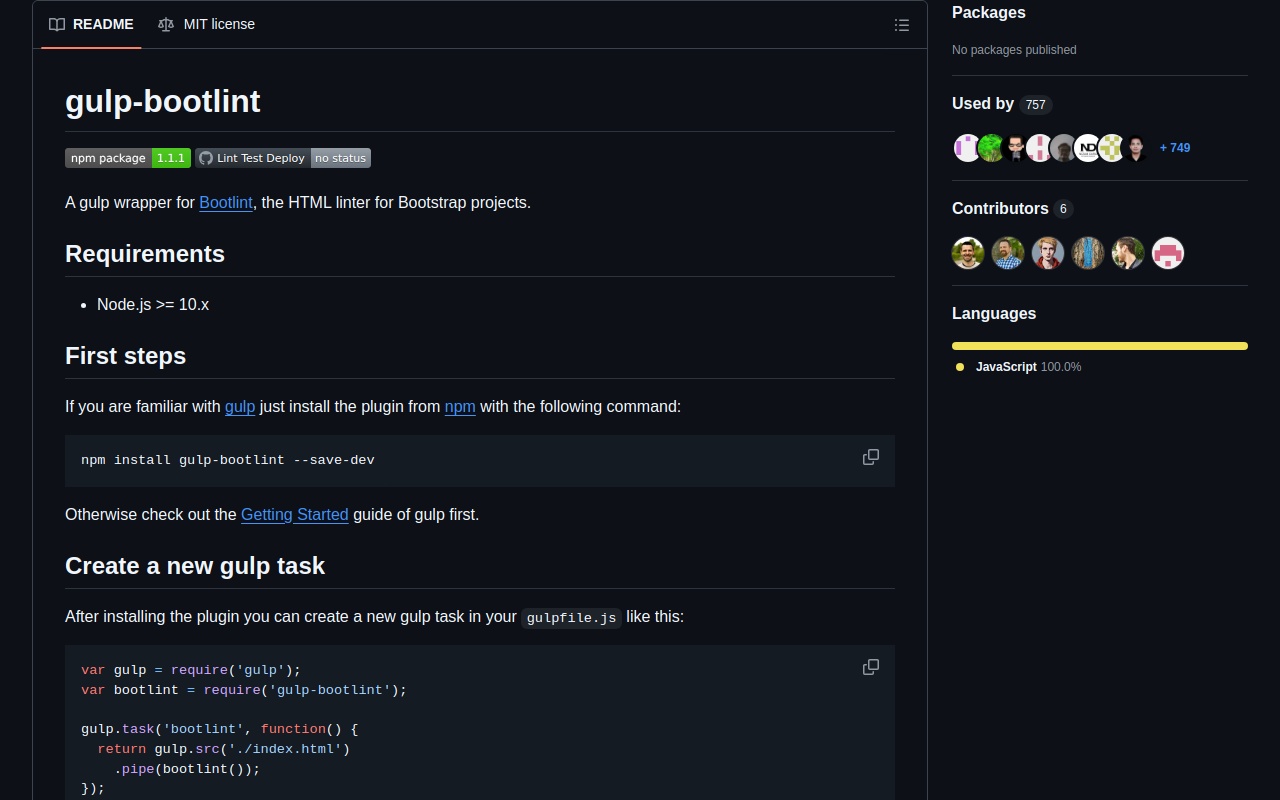 README
MIT license
gulp-bootlint
npm package 1.1.1
Lint Test Deploy no status
A gulp wrapper for Bootlint, the HTML linter for Bootstrap projects.
Requirements
Node.js >= 10.x
First steps
If you are familiar with gulp just install the plugin from npm with the following command:
npm install gulp-bootlint --save-dev
Otherwise check out the Getting Started guide of gulp first.
Create a new gulp task
After installing the plugin you can create a new gulp task in your gulpfile.js like this:
var gulp = require('gulp');
var bootlint = require('gulp-bootlint');
gulp.task('bootlint', function() {
  return gulp.src('./index.html')
    .pipe(bootlint());
});
Packages
No packages published
Used by 757
ND
+ 749
Contributors 6
Languages
JavaScript 100.0%